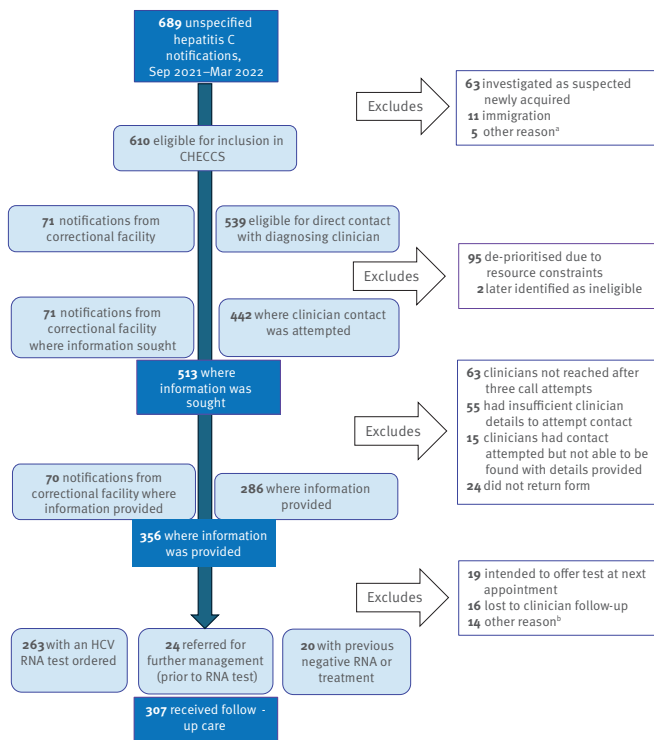 689 unspecified
hepatitis C
notifications,
Sep 2021–Mar 2022
Excludes
63 investigated as suspected
newly acquired
11 immigration
5 other reasonᵃ
610 eligible for inclusion in
CHECCS
71 notifications from
correctional facility
539 eligible for direct contact
with diagnosing clinician
Excludes
95 de-prioritised due to
resource constraints
2 later identified as ineligible
71 notifications from
correctional facility
where information sought
442 where clinician contact
was attempted
513 where
information was
sought
Excludes
63 clinicians not reached after
three call attempts
55 had insufficient clinician
details to attempt contact
15 clinicians had contact
attempted but not able to be
found with details provided
24 did not return form
70 notifications from
correctional facility where
information provided
286 where information
provided
356 where information
was provided
Excludes
19 intended to offer test at next
appointment
16 lost to clinician follow-up
14 other reasonᵇ
263 with an HCV
RNA test ordered
24 referred for
further management
(prior to RNA test)
20 with previous
negative RNA or
treatment
307 received follow -
up care